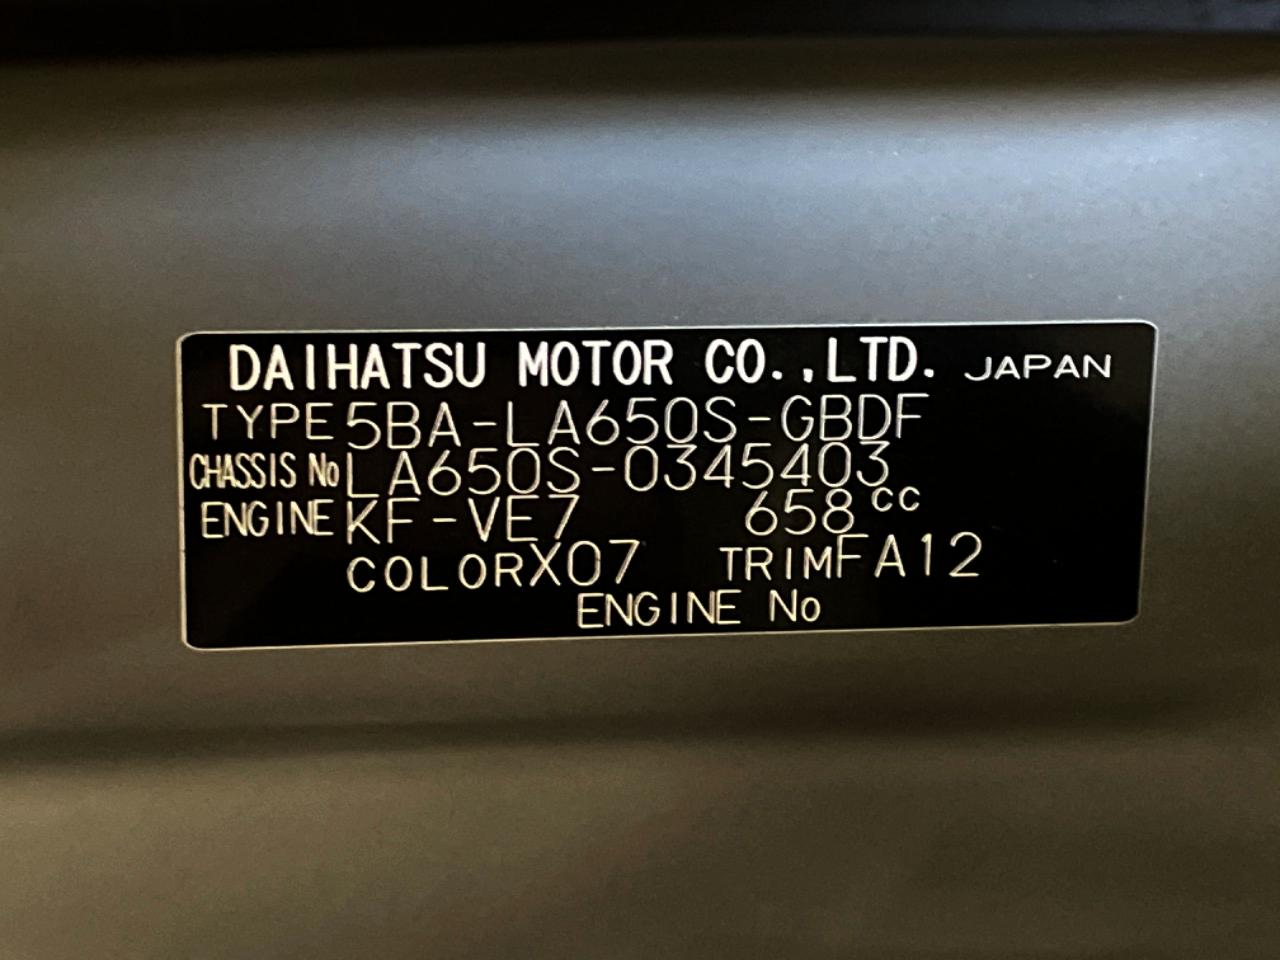 DAIHATSU MOTOR CO.,LTD. JAPAN
TYPE 5BA-LA650S-GBDF
CHASSIS No LA650S-0345403
ENGINE KF-VE7 658cc
COLOR X07 TRIM FA12
ENGINE No